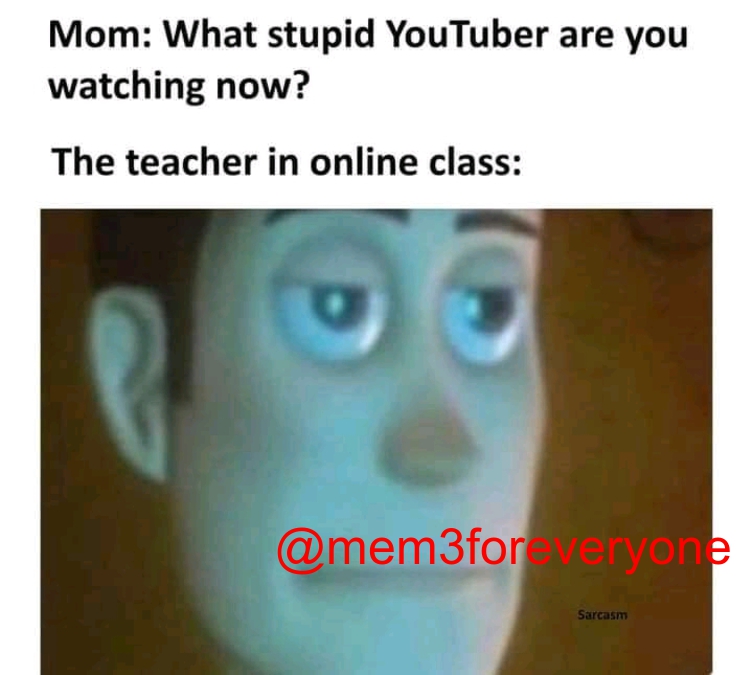 Mom: What stupid YouTuber are you
watching now?
The teacher in online class:
@mem3foreveryone
Sarcasm